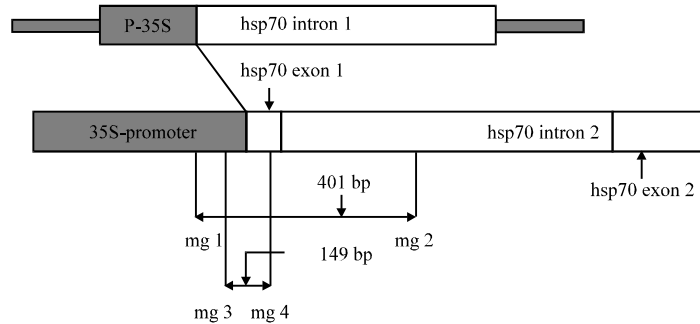 P-35S
hsp70 intron 1
hsp70 exon 1
35S-promoter
hsp70 intron 2
401 bp
hsp70 exon 2
mg 1
mg 2
149 bp
mg 3
mg 4